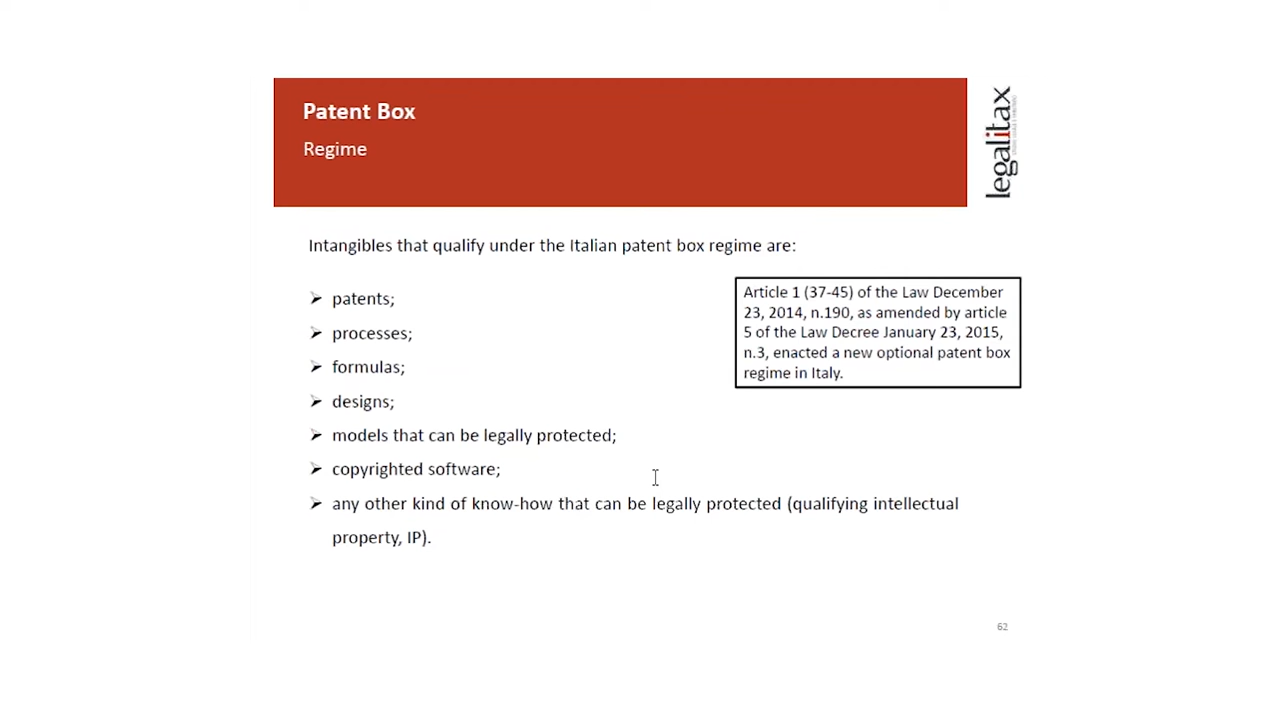 Patent Box
Regime
legalitax
Intangibles that qualify under the Italian patent box regime are:
patents;
processes;
formulas;
designs;
models that can be legally protected;
copyrighted software;
any other kind of know-how that can be legally protected (qualifying intellectual
property, IP).
Article 1 (37-45) of the Law December
23, 2014, n.190, as amended by article
5 of the Law Decree January 23, 2015,
n.3, enacted a new optional patent box
regime in Italy.
62